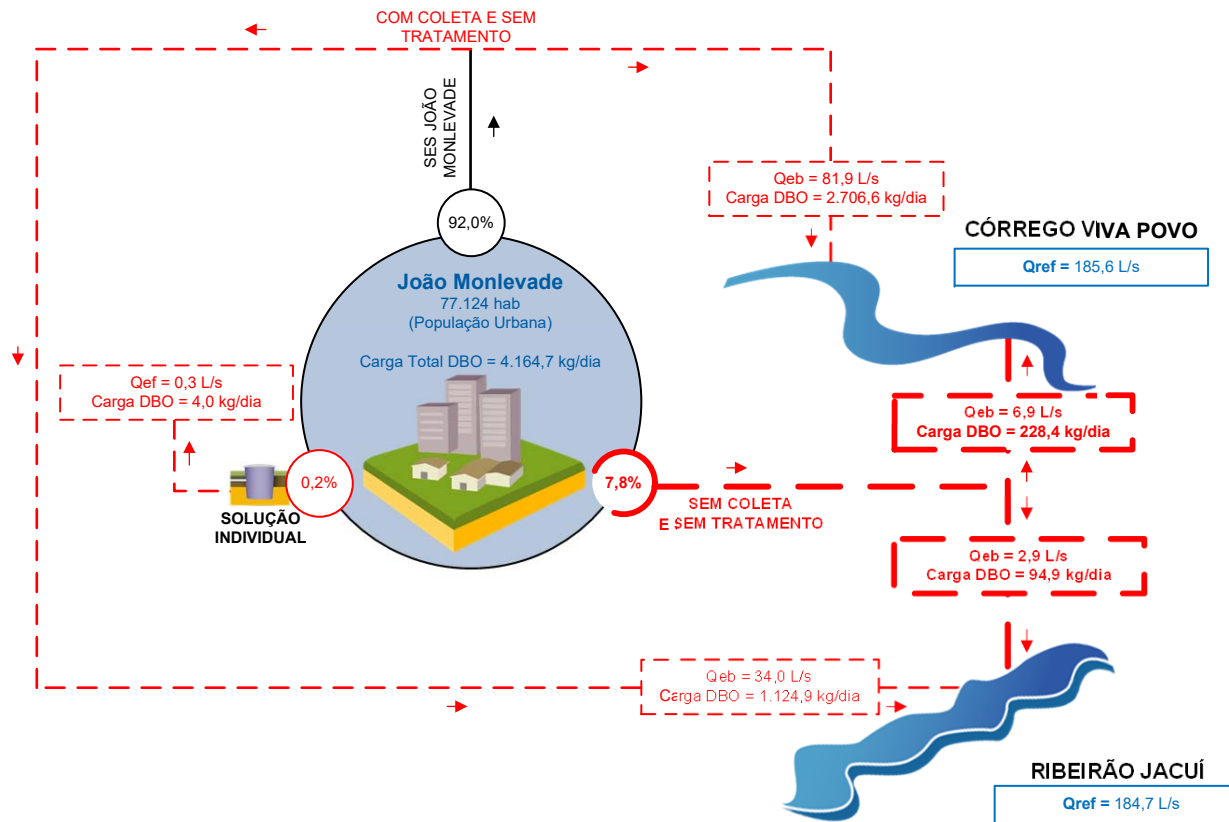 COM COLETA E SEM
TRATAMENTO
SES JOÃO
MONLEVADE
92,0%
Qeb = 81,9 L/s
Carga DBO = 2.706,6 kg/dia
CÓRREGO VIVA POVO
Qref = 185,6 L/s
João Monlevade
77.124 hab
(População Urbana)
Carga Total DBO = 4.164,7 kg/dia
Qef = 0,3 L/s
Carga DBO = 4,0 kg/dia
Qeb = 6,9 L/s
Carga DBO = 228,4 kg/dia
0,2%
7,8%
SOLUÇÃO
INDIVIDUAL
SEM COLETA
E SEM TRATAMENTO
Qeb = 2,9 L/s
Carga DBO = 94,9 kg/dia
Qeb = 34,0 L/s
Carga DBO = 1.124,9 kg/dia
RIBEIRÃO JACUÍ
Qref = 184,7 L/s